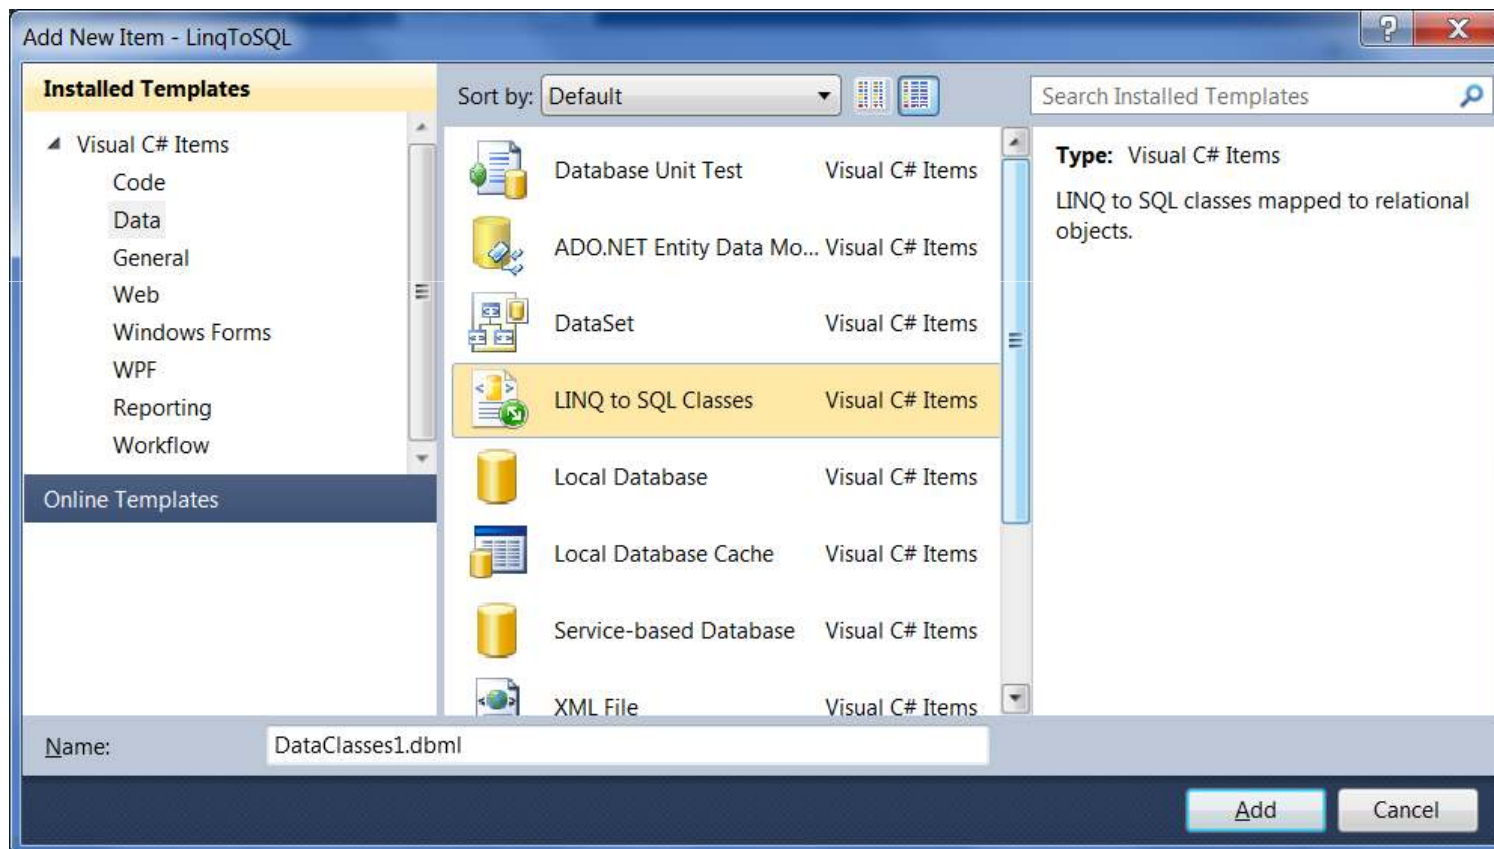 Add New Item - LinqToSQL
Installed Templates
Visual C# Items
Code
Data
General
Web
Windows Forms
WPF
Reporting
Workflow
Online Templates
Sort by: Default
Database Unit Test Visual C# Items
ADO.NET Entity Data Mo... Visual C# Items
DataSet Visual C# Items
LINQ to SQL Classes Visual C# Items
Local Database Visual C# Items
Local Database Cache Visual C# Items
Service-based Database Visual C# Items
XML File Visual C# Items
Search Installed Templates
Type: Visual C# Items
LINQ to SQL classes mapped to relational
objects.
Name: DataClasses1.dbml
Add Cancel